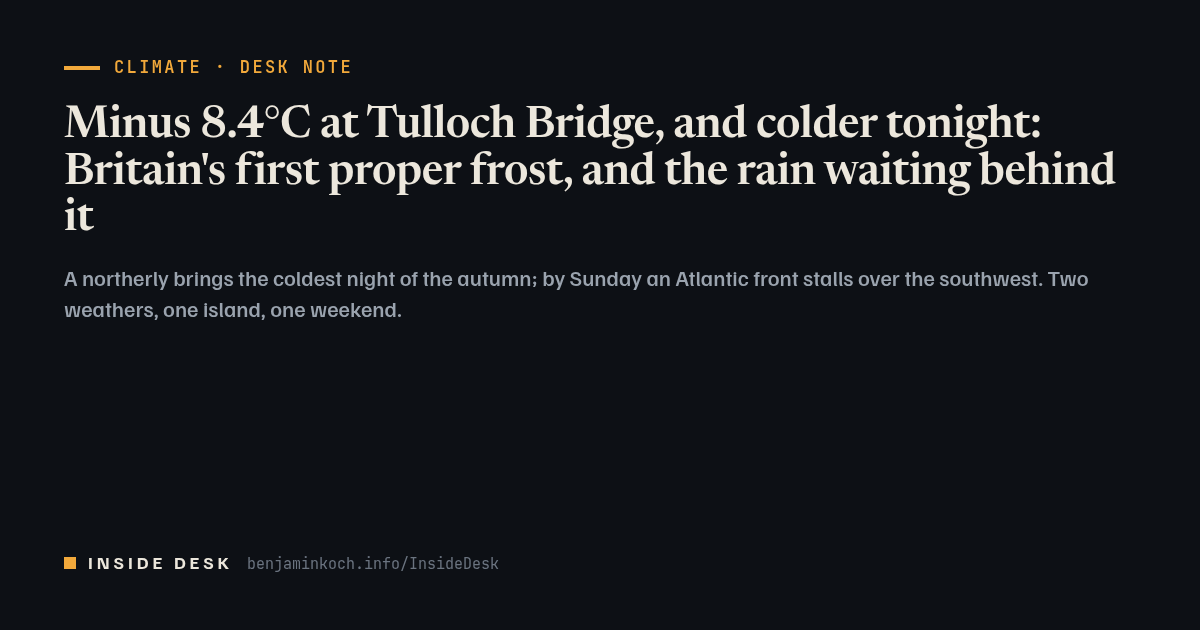 CLIMATE · DESK NOTE
Minus 8.4°C at Tulloch Bridge, and colder tonight:
Britain's first proper frost, and the rain waiting behind
it
A northerly brings the coldest night of the autumn; by Sunday an Atlantic front stalls over the southwest. Two
weathers, one island, one weekend.
INSIDE DESK benjaminkoch.info/InsideDesk